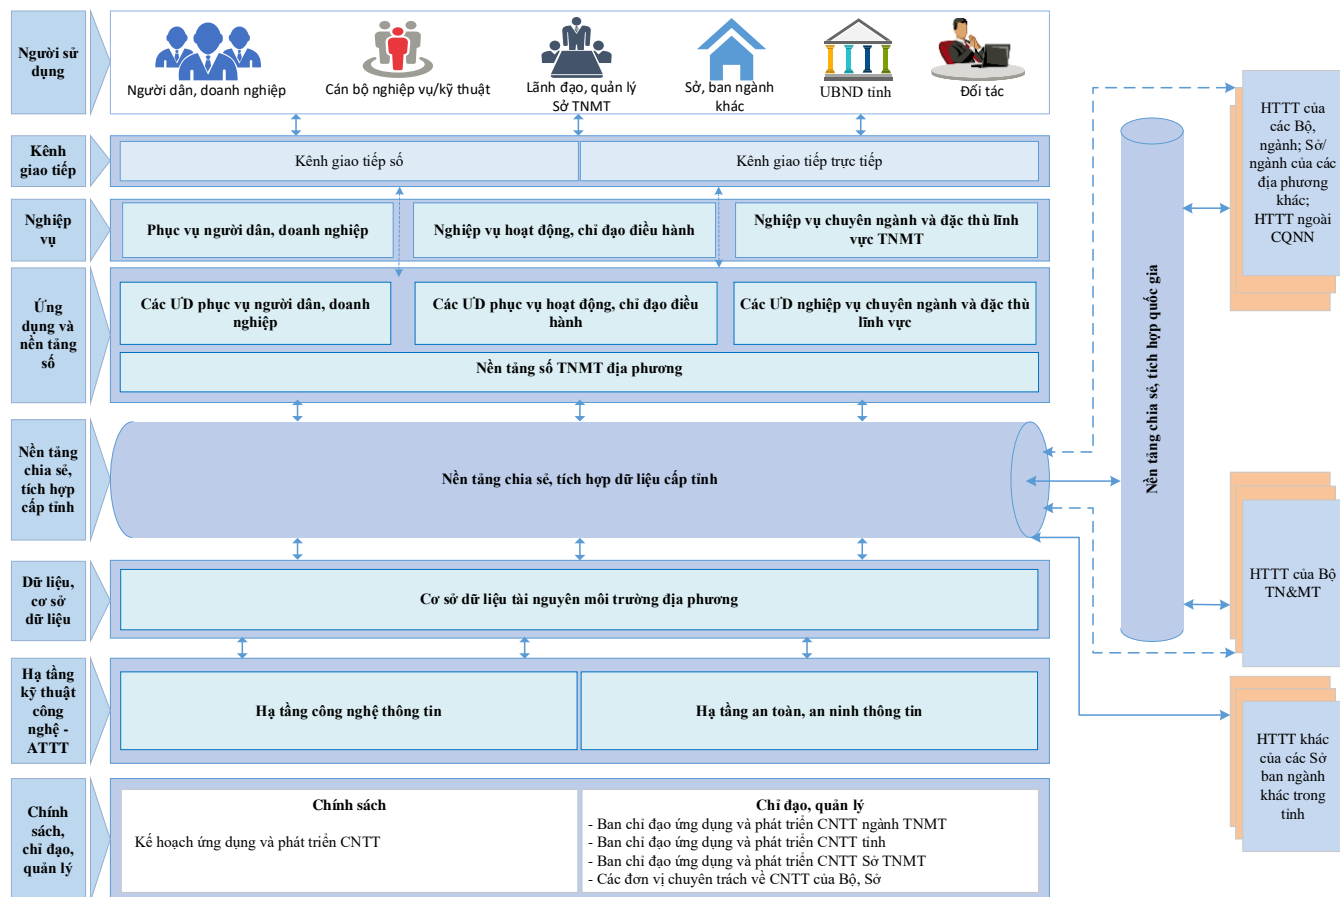 Người sử
dụng
Người dân, doanh nghiệp
Cán bộ nghiệp vụ/kỹ thuật
Lãnh đạo, quản lý
Sở TNMT
Sở, ban ngành
khác
UBND tỉnh
Đối tác
Kênh
giao tiếp
Kênh giao tiếp số
Kênh giao tiếp trực tiếp
Nghiệp
vụ
Phục vụ người dân, doanh nghiệp
Nghiệp vụ hoạt động, chỉ đạo điều hành
Nghiệp vụ chuyên ngành và đặc thù lĩnh
vực TNMT
Ứng
dụng và
nền tảng
số
Các ƯD phục vụ người dân, doanh
nghiệp
Các ƯD phục vụ hoạt động, chỉ đạo điều
hành
Các ƯD nghiệp vụ chuyên ngành và đặc thù
lĩnh vực
Nền tảng số TNMT địa phương
Nền tảng
chia sẻ,
tích hợp
cấp tỉnh
Nền tảng chia sẻ, tích hợp dữ liệu cấp tỉnh
Dữ liệu,
cơ sở
dữ liệu
Cơ sở dữ liệu tài nguyên môi trường địa phương
Hạ tầng
kỹ thuật
công
nghệ -
ATTT
Hạ tầng công nghệ thông tin
Hạ tầng an toàn, an ninh thông tin
Chính
sách,
chỉ đạo,
quản lý
Chính sách
Kế hoạch ứng dụng và phát triển CNTT
Chỉ đạo, quản lý
- Ban chỉ đạo ứng dụng và phát triển CNTT ngành TNMT
- Ban chỉ đạo ứng dụng và phát triển CNTT tỉnh
- Ban chỉ đạo ứng dụng và phát triển CNTT Sở TNMT
- Các đơn vị chuyên trách về CNTT của Bộ, Sở
Nền tảng chia sẻ, tích hợp quốc gia
HTTT của
các Bộ,
ngành; Sở/
ngành của các
địa phương
khác;
HTTT ngoài
CQNN
HTTT của Bộ
TN&MT
HTTT khác
của các Sở
ban ngành
khác trong
tỉnh